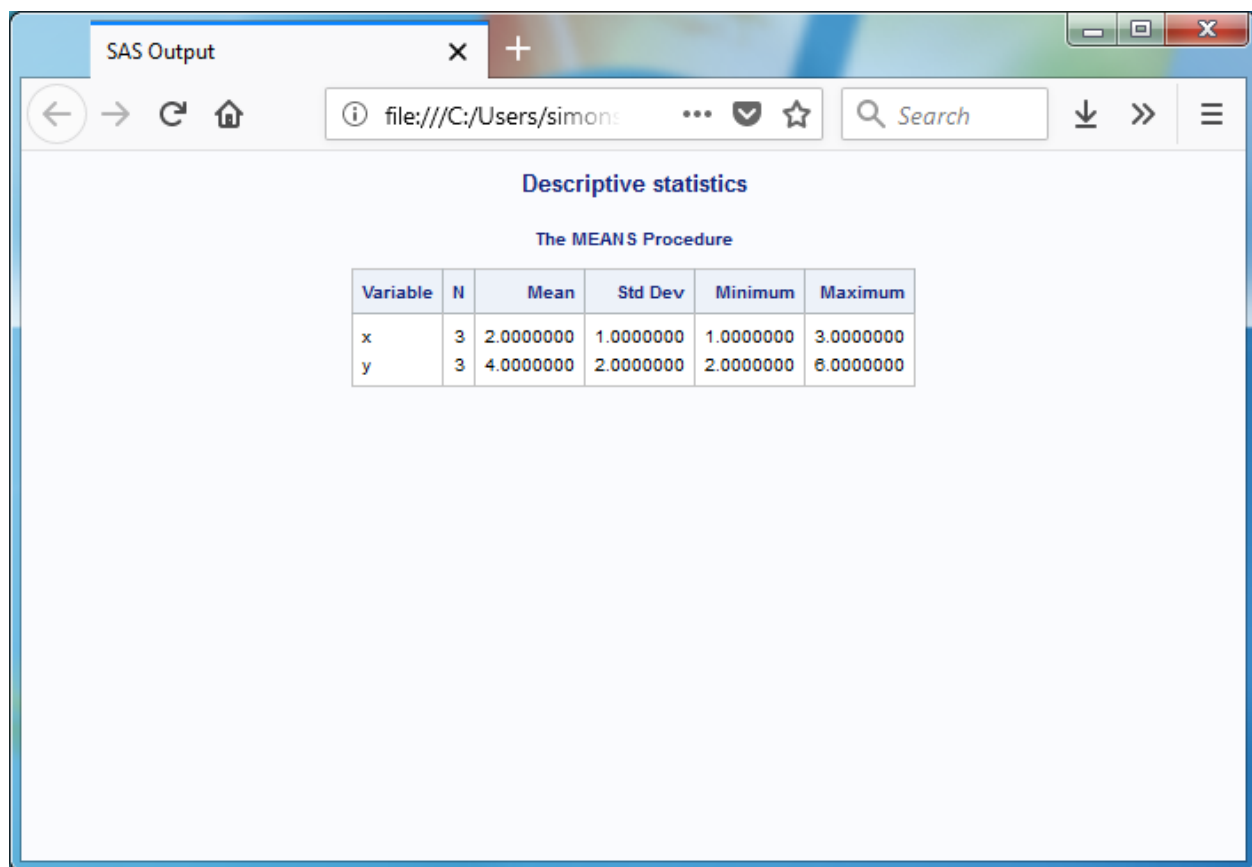 SAS Output
file:///C:/Users/simons
Search
Descriptive statistics
The MEANS Procedure
Variable N Mean Std Dev Minimum Maximum
x 3 2.0000000 1.0000000 1.0000000 3.0000000
y 3 4.0000000 2.0000000 2.0000000 6.0000000